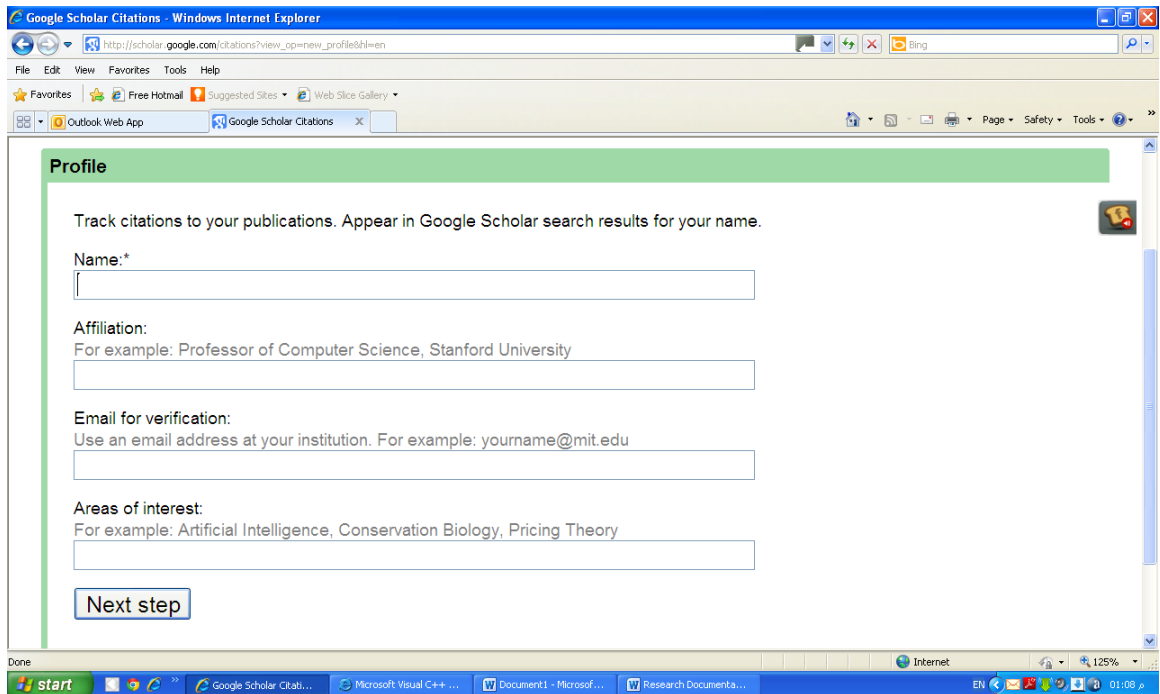 Google Scholar Citations - Windows Internet Explorer
http://scholar.google.com/citations?view_op=new_profile&hl=en
Bing
File Edit View Favorites Tools Help
Favorites Free Hotmail Suggested Sites Web Slice Gallery
Outlook Web App Google Scholar Citations X Page Safety Tools »
Profile
Track citations to your publications. Appear in Google Scholar search results for your name.
Name:*
Affiliation:
For example: Professor of Computer Science, Stanford University
Email for verification:
Use an email address at your institution. For example: yourname@mit.edu
Areas of interest:
For example: Artificial Intelligence, Conservation Biology, Pricing Theory
Next step
Done Internet 125%
start » Google Scholar Citati... Microsoft Visual C++ ... Document1 - Microsof... Research Documenta... EN 01:08 م